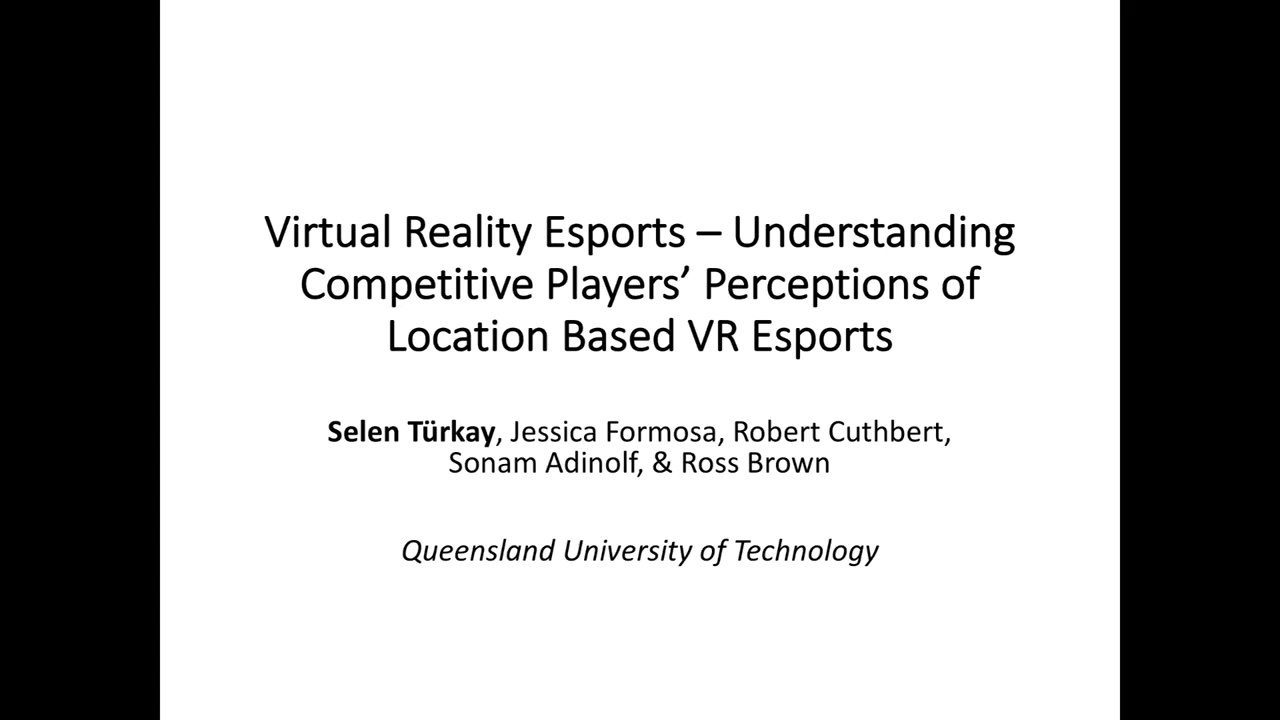 Virtual Reality Esports – Understanding
Competitive Players’ Perceptions of
Location Based VR Esports
Selen Türkay, Jessica Formosa, Robert Cuthbert,
Sonam Adinolf, & Ross Brown
Queensland University of Technology